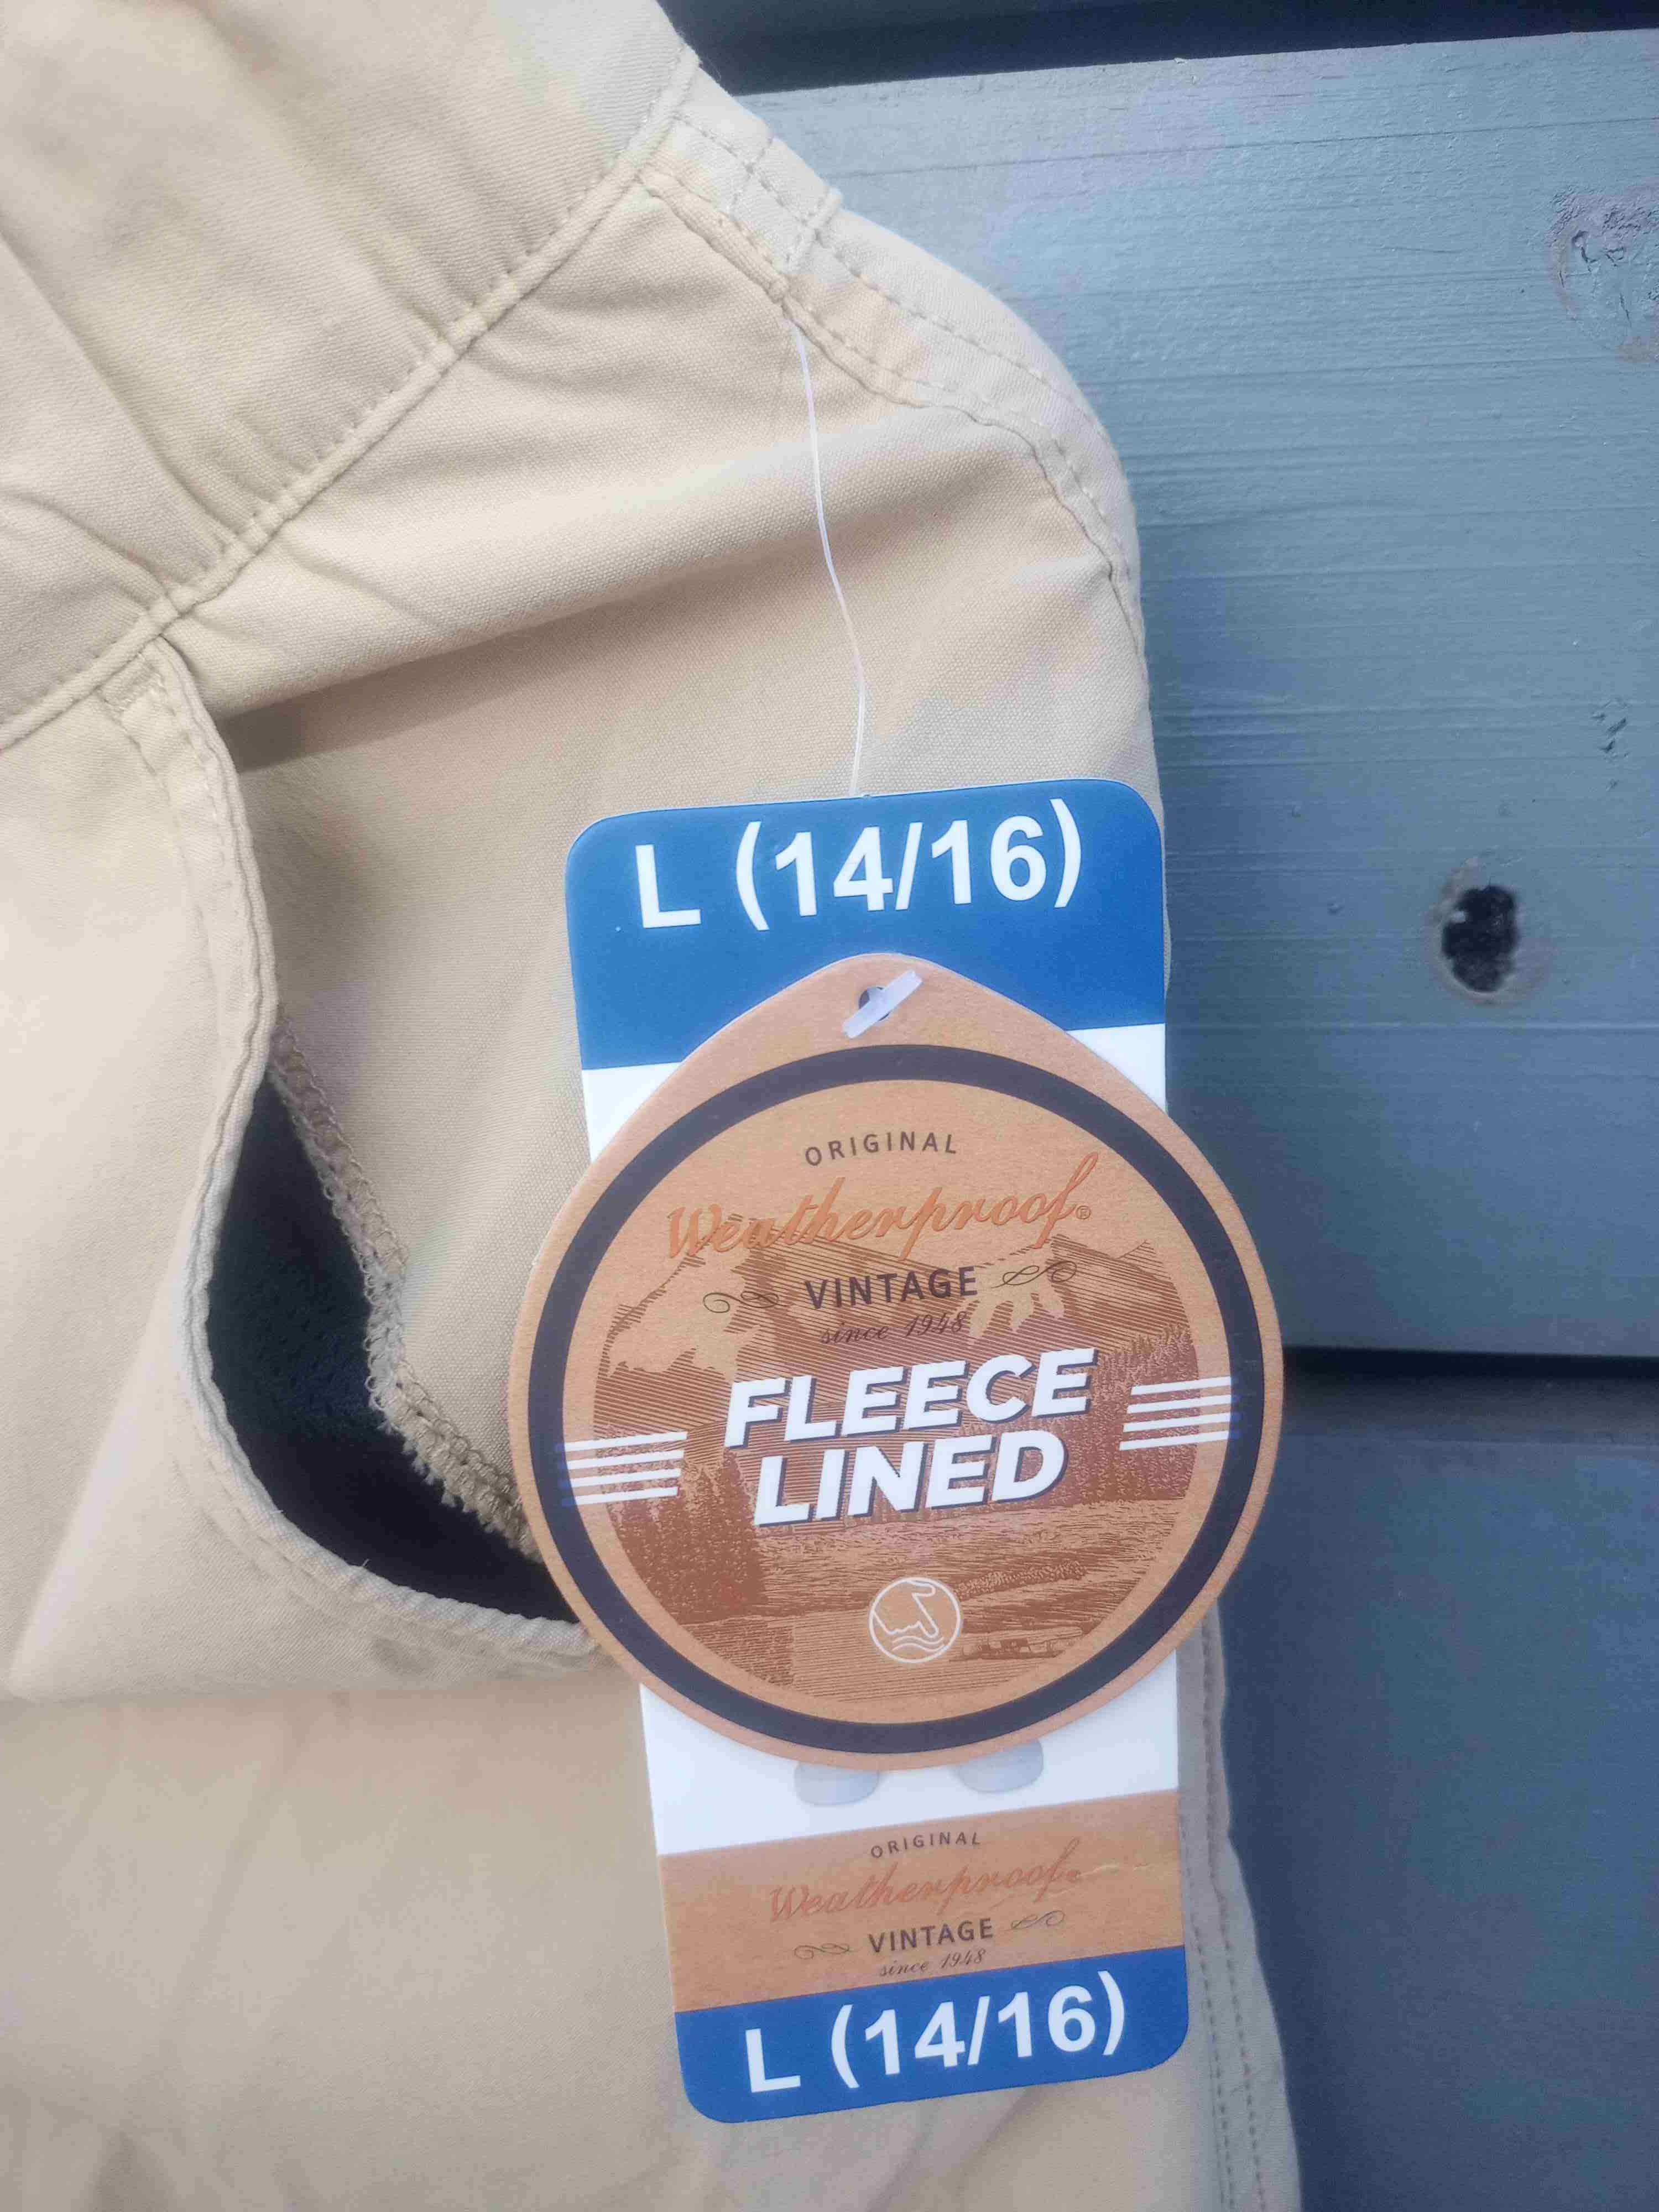 L (14/16)
ORIGINAL
Weatherproof®
VINTAGE
since 1948
FLEECE
LINED
ORIGINAL
Weatherproof®
VINTAGE
since 1948
L (14/16)